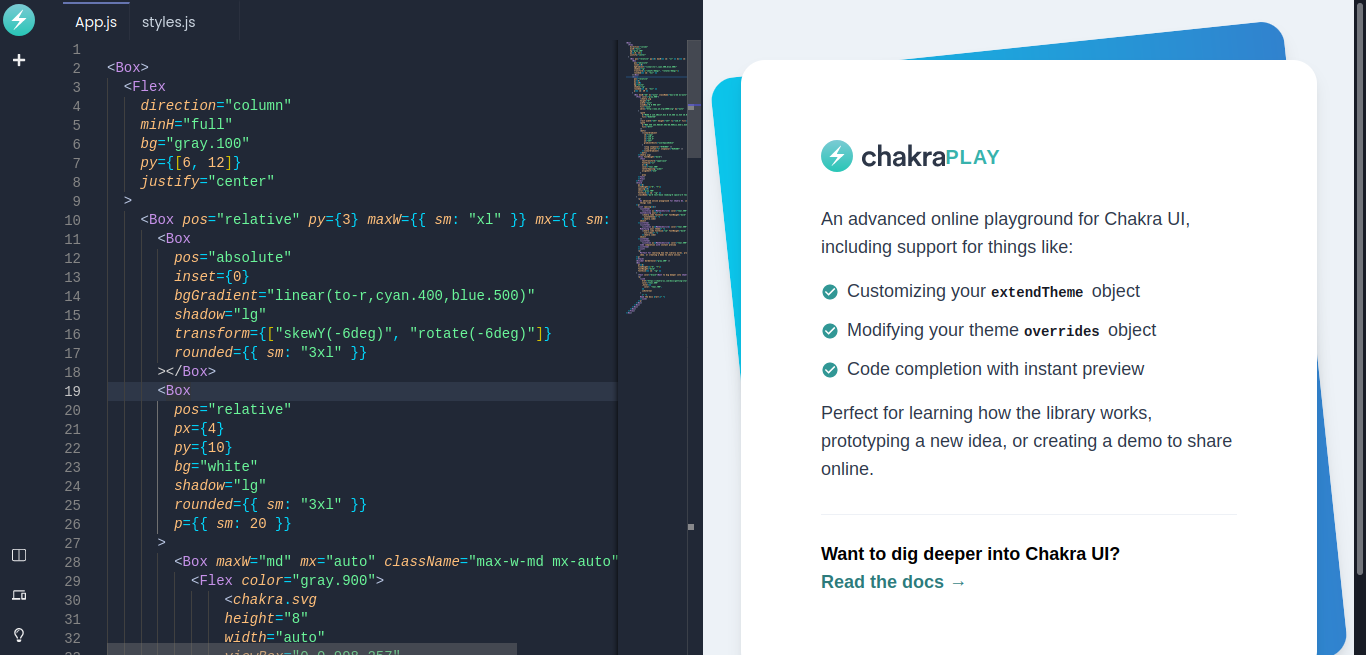 App.js
styles.js
1
2 <Box>
3 <Flex
4 direction="column"
5 minH="full"
6 bg="gray.100"
7 py={[6, 12]}
8 justify="center"
9 >
10 <Box pos="relative" py={3} maxW={{ sm: "xl" }} mx={{ sm:
11 <Box
12 pos="absolute"
13 inset={0}
14 bgGradient="linear(to-r,cyan.400,blue.500)"
15 shadow="lg"
16 transform={["skewY(-6deg)", "rotate(-6deg)"]}
17 rounded={{ sm: "3xl" }}
18 ></Box>
19 <Box
20 pos="relative"
21 px={4}
22 py={10}
23 bg="white"
24 shadow="lg"
25 rounded={{ sm: "3xl" }}
26 p={{ sm: 20 }}
27 >
28 <Box maxW="md" mx="auto" className="max-w-md mx-auto"
29 <Flex color="gray.900">
30 <chakra.svg
31 height="8"
32 width="auto"
chakraPLAY
An advanced online playground for Chakra UI,
including support for things like:
Customizing your extendTheme object
Modifying your theme overrides object
Code completion with instant preview
Perfect for learning how the library works,
prototyping a new idea, or creating a demo to share
online.
Want to dig deeper into Chakra UI?
Read the docs →